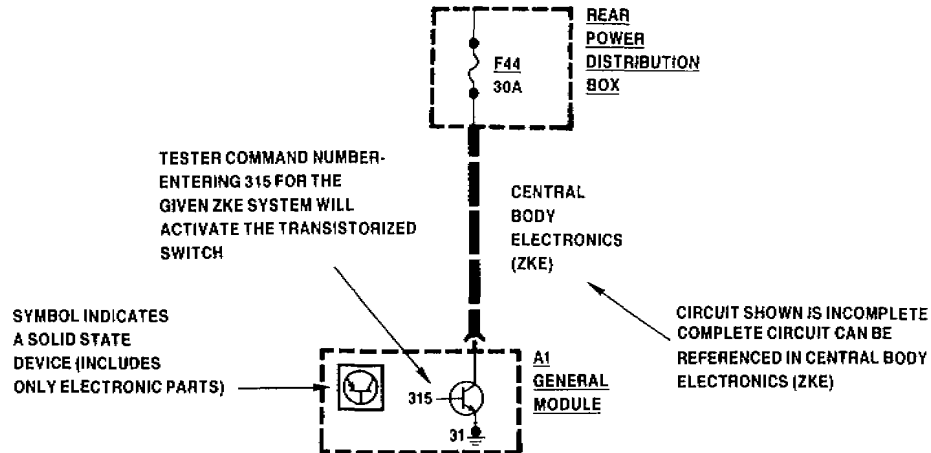 REAR
POWER
DISTRIBUTION
BOX
F44
30A
TESTER COMMAND NUMBER-
ENTERING 315 FOR THE
GIVEN ZKE SYSTEM WILL
ACTIVATE THE TRANSISTORIZED
SWITCH
CENTRAL
BODY
ELECTRONICS
(ZKE)
SYMBOL INDICATES
A SOLID STATE
DEVICE (INCLUDES
ONLY ELECTRONIC PARTS)
CIRCUIT SHOWN IS INCOMPLETE
COMPLETE CIRCUIT CAN BE
REFERENCED IN CENTRAL BODY
ELECTRONICS (ZKE)
A1
GENERAL
MODULE
315
31